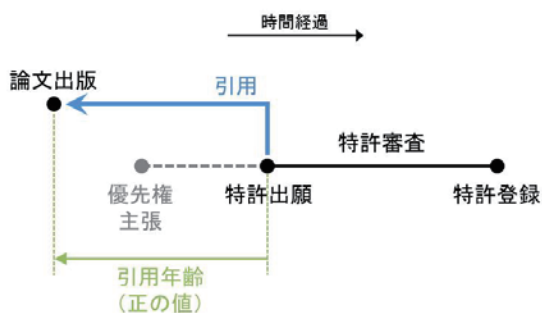 時間経過
論文出版
引用
特許審査
優先権
主張
特許出願
特許登録
引用年齢
（正の値）